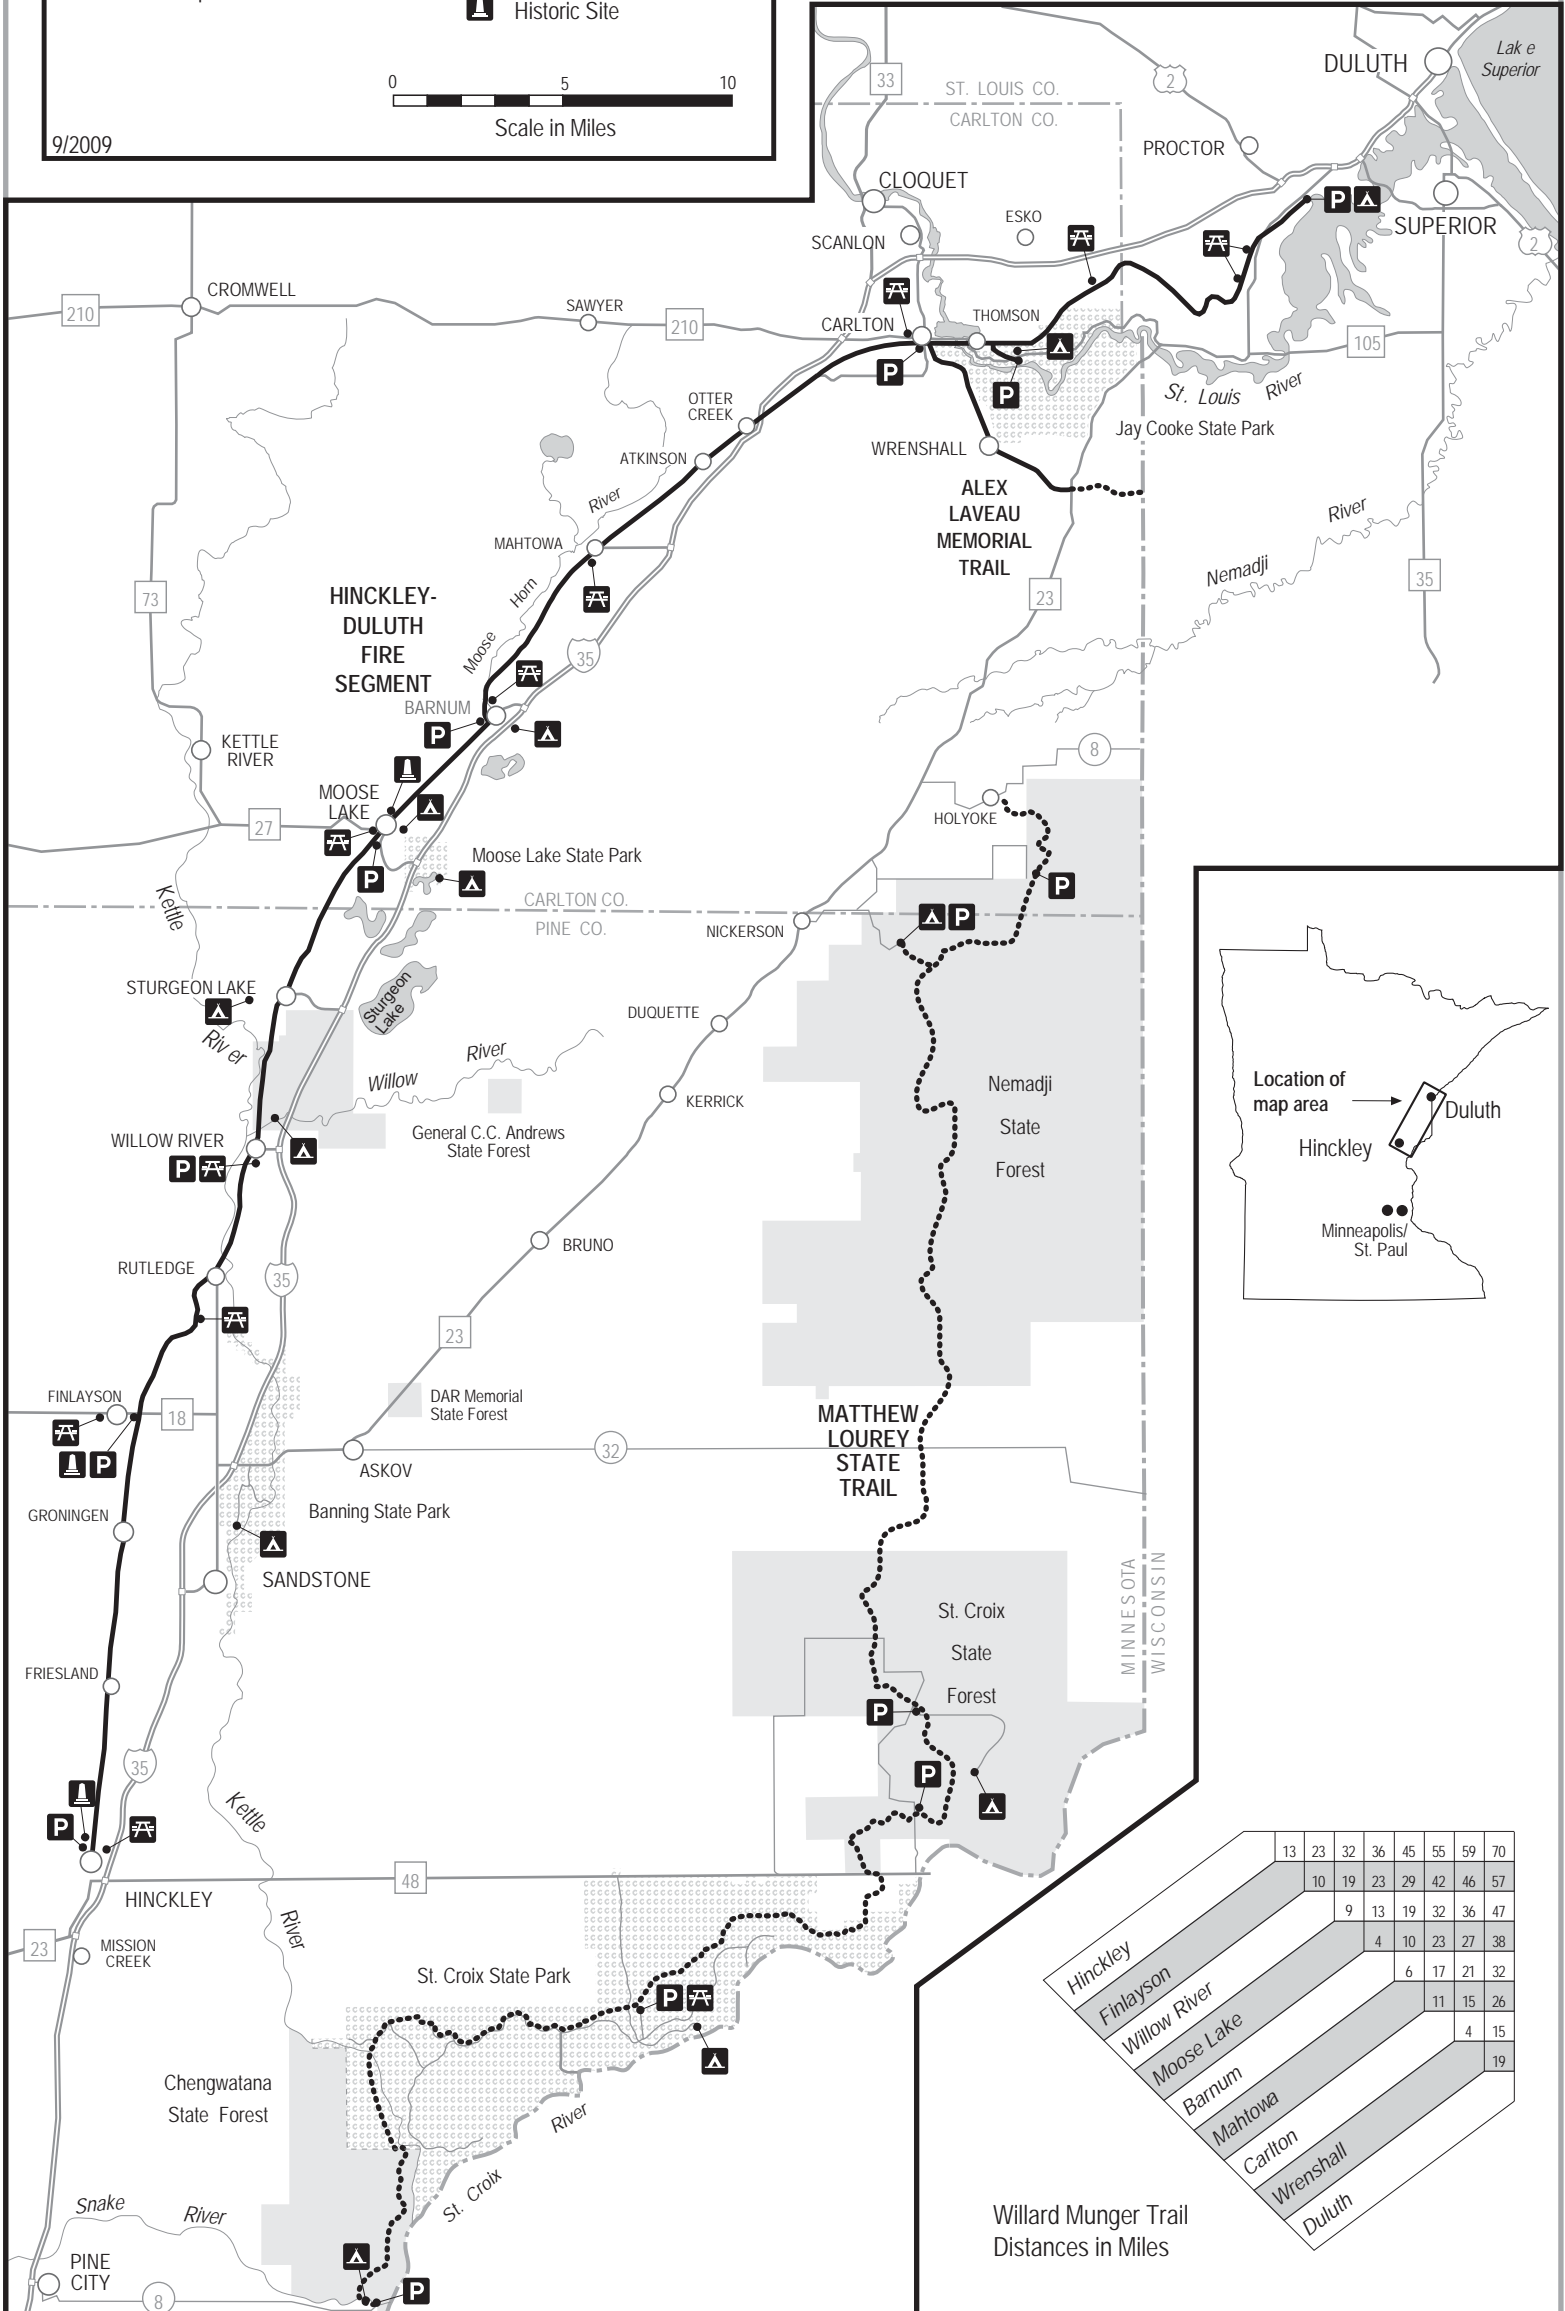 Historic Site
0 5 10
Scale in Miles
9/2009
DULUTH
Lak e
Superior
33
ST. LOUIS CO.
CARLTON CO.
2
PROCTOR
CLOQUET
P
SUPERIOR
2
ESKO
SCANLON
210
CROMWELL
SAWYER
210
CARLTON
THOMSON
P
P
105
St. Louis River
Jay Cooke State Park
OTTER
CREEK
WRENSHALL
ATKINSON
ALEX
LAVEAU
MEMORIAL
TRAIL
River
Horn
Moose
MAHTOWA
Nemadji River
73
23
35
HINCKLEY-
DULUTH
FIRE
SEGMENT
35
BARNUM
P
KETTLE
RIVER
8
MOOSE
LAKE
27
HOLYOKE
P
Moose Lake State Park
P
Kettle
CARLTON CO.
PINE CO.
NICKERSON
P
STURGEON LAKE
Sturgeon
Lake
Riv er
DUQUETTE
Willow River
Nemadji
State
Forest
KERRICK
WILLOW RIVER
P
General C.C. Andrews
State Forest
Location of
map area
Duluth
Hinckley
Minneapolis/
St. Paul
BRUNO
RUTLEDGE
35
23
FINLAYSON
18
P
DAR Memorial
State Forest
MATTHEW
LOUREY
STATE
TRAIL
32
ASKOV
GRONINGEN
Banning State Park
SANDSTONE
MINNESOTA
WISCONSIN
St. Croix
State
Forest
FRIESLAND
P
35
P
P
Kettle
River
48
HINCKLEY
23
MISSION
CREEK
St. Croix State Park
P
Chengwatana
State Forest
St. Croix River
Snake River
PINE
CITY
8
P
13 23 32 36 45 55 59 70
10 19 23 29 42 46 57
9 13 19 32 36 47
4 10 23 27 38
6 17 21 32
11 15 26
4 15
19
Hinckley
Finlayson
Willow River
Moose Lake
Barnum
Mahtowa
Carlton
Wrenshall
Duluth
Willard Munger Trail
Distances in Miles